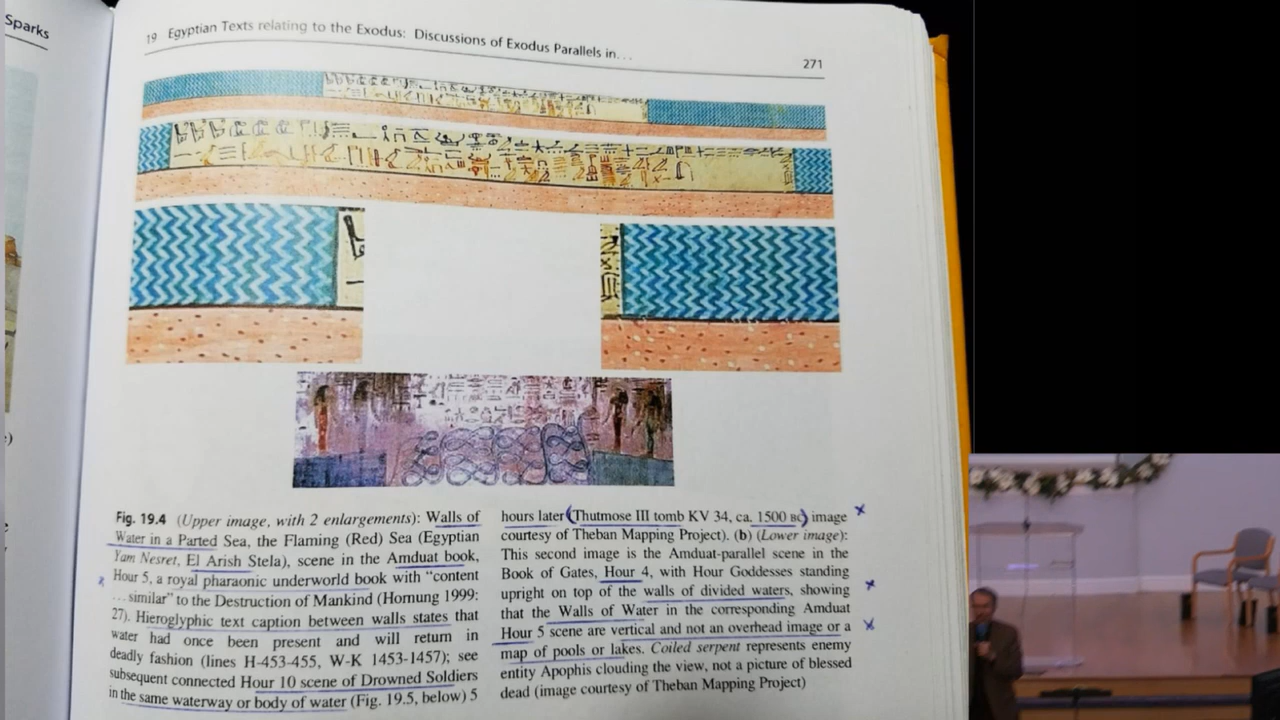 Sparks
19 Egyptian Texts relating to the Exodus: Discussions of Exodus Parallels in...
271
Fig. 19.4 (Upper image, with 2 enlargements): Walls of
Water in a Parted Sea, the Flaming (Red) Sea (Egyptian
Yam Nesret, El Arish Stela), scene in the Amduat book,
Hour 5, a royal pharaonic underworld book with “content
...similar” to the Destruction of Mankind (Hornung 1999:
27). Hieroglyphic text caption between walls states that
water had once been present and will return in
deadly fashion (lines H-453-455, W-K 1453-1457); see
subsequent connected Hour 10 scene of Drowned Soldiers
in the same waterway or body of water (Fig. 19.5, below) 5
hours later (Thutmose III tomb KV 34, ca. 1500 BC) image
courtesy of Theban Mapping Project). (b) (Lower image):
This second image is the Amduat-parallel scene in the
Book of Gates, Hour 4, with Hour Goddesses standing
upright on top of the walls of divided waters, showing
that the Walls of Water in the corresponding Amduat
Hour 5 scene are vertical and not an overhead image or a
map of pools or lakes. Coiled serpent represents enemy
entity Apophis clouding the view, not a picture of blessed
dead (image courtesy of Theban Mapping Project)